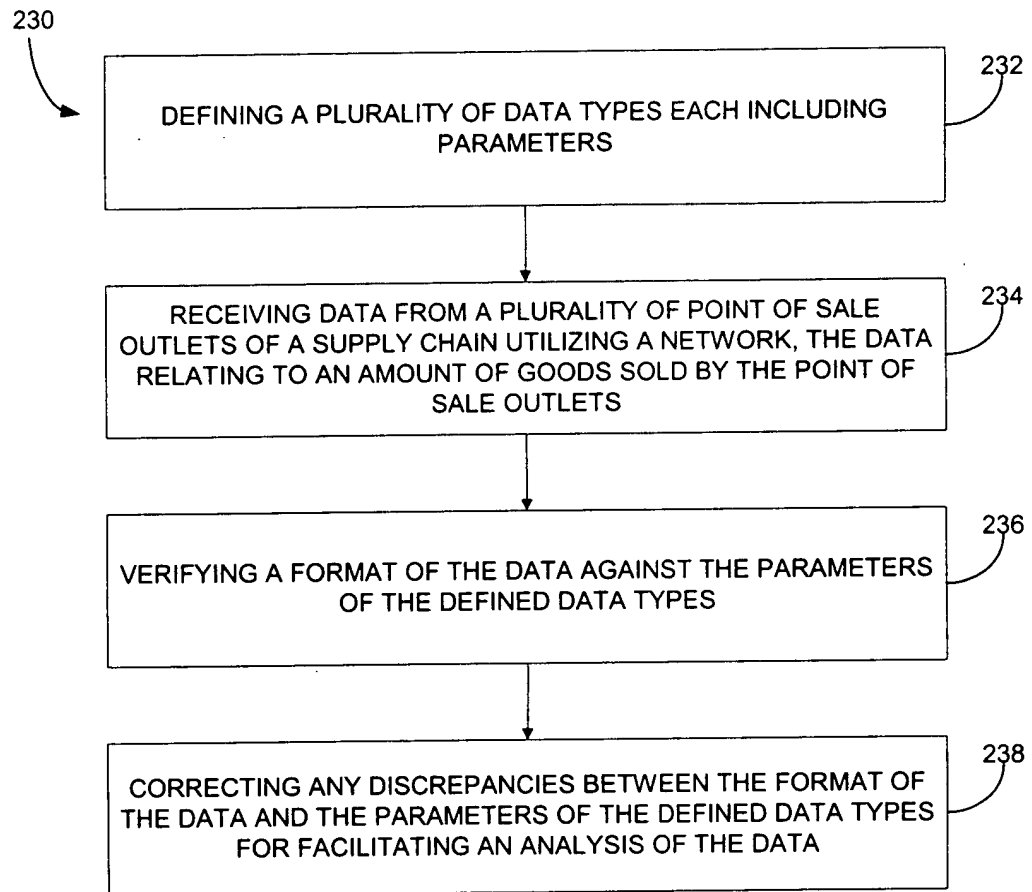 230
232
DEFINING A PLURALITY OF DATA TYPES EACH INCLUDING
PARAMETERS
234
RECEIVING DATA FROM A PLURALITY OF POINT OF SALE
OUTLETS OF A SUPPLY CHAIN UTILIZING A NETWORK, THE DATA
RELATING TO AN AMOUNT OF GOODS SOLD BY THE POINT OF
SALE OUTLETS
236
VERIFYING A FORMAT OF THE DATA AGAINST THE PARAMETERS
OF THE DEFINED DATA TYPES
238
CORRECTING ANY DISCREPANCIES BETWEEN THE FORMAT OF
THE DATA AND THE PARAMETERS OF THE DEFINED DATA TYPES
FOR FACILITATING AN ANALYSIS OF THE DATA